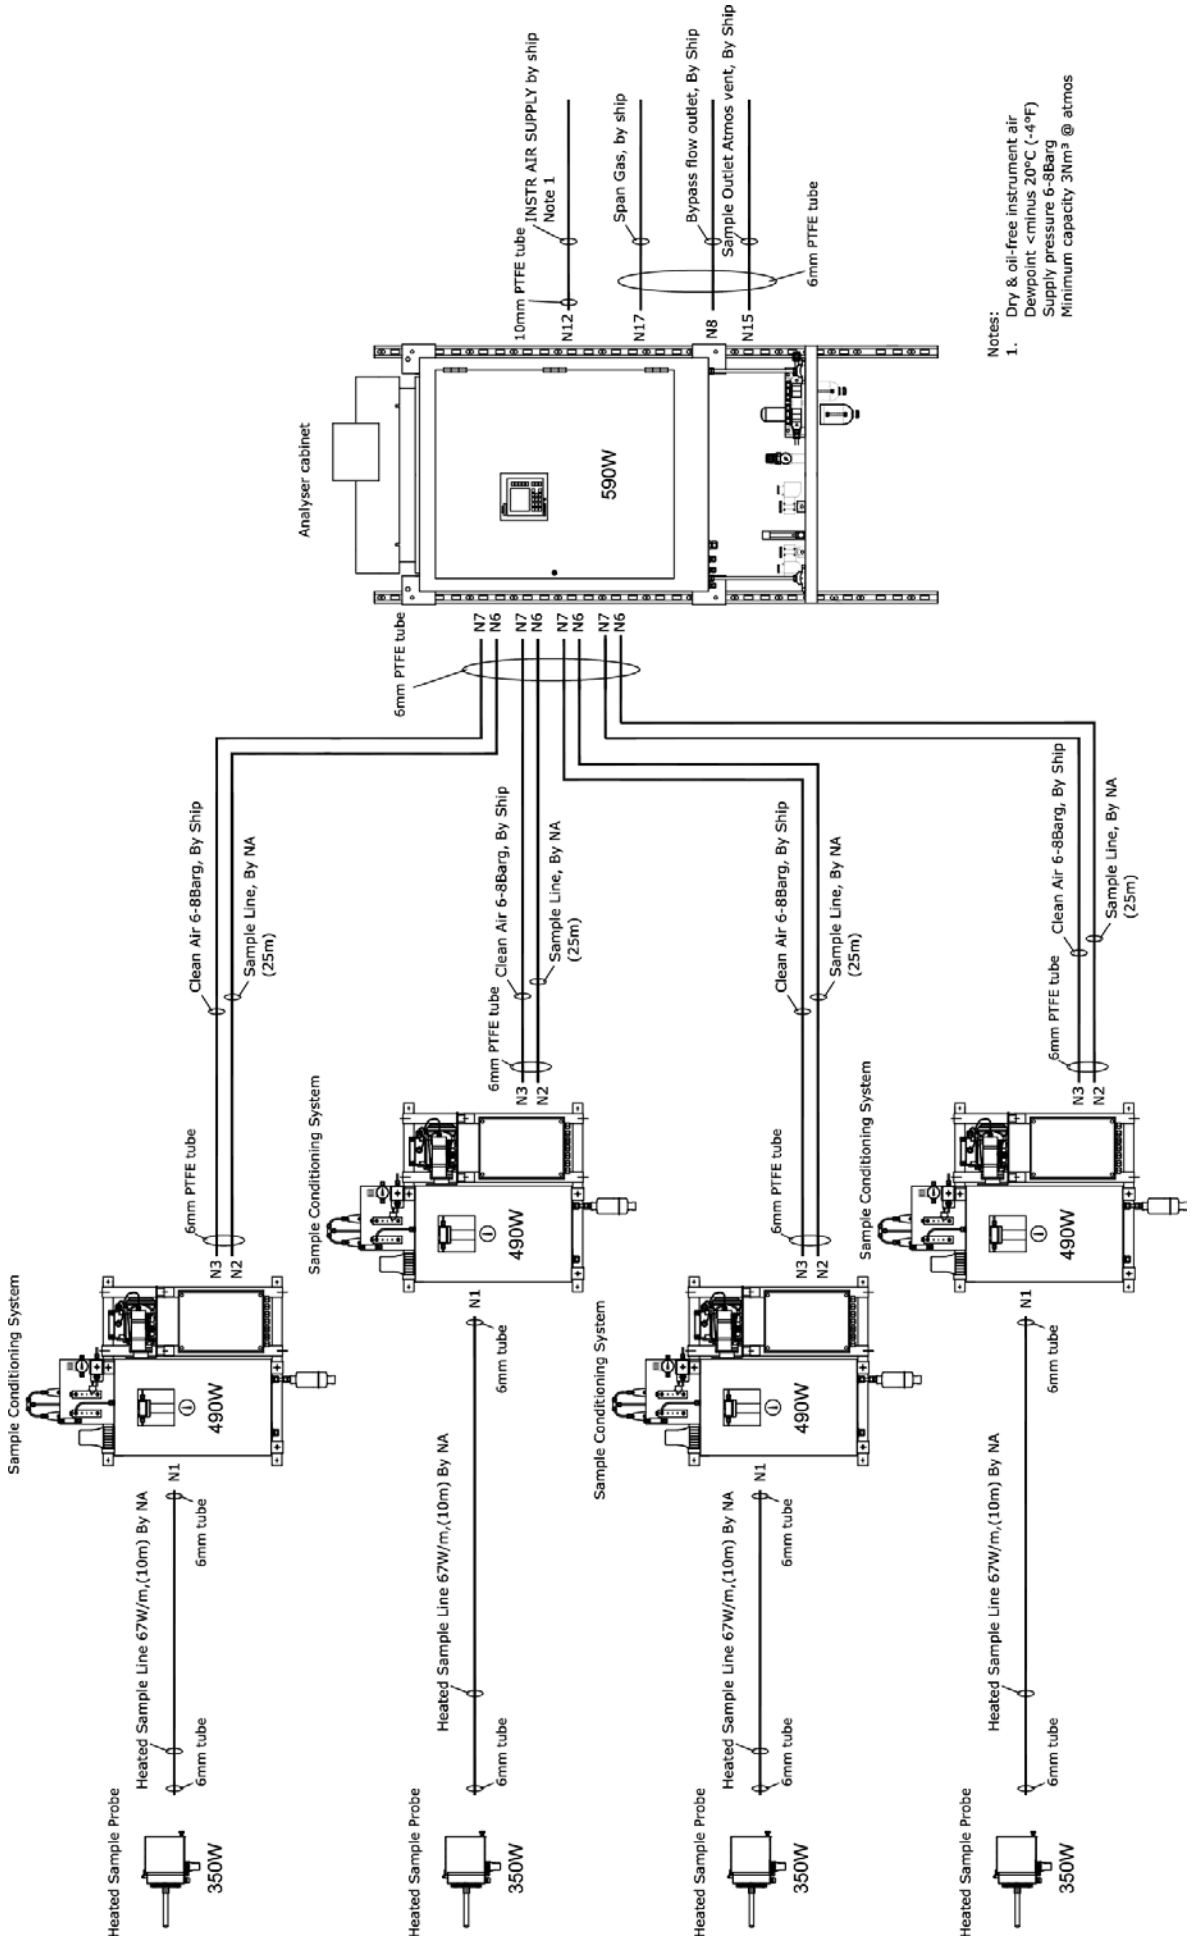 Heated Sample Probe
350W
Heated Sample Line 67W/m,(10m) By NA
6mm tube
6mm tube
N1
Sample Conditioning System
490W
N3
N2
6mm PTFE tube
Clean Air 6-8Barg, By Ship
Sample Line, By NA
(25m)
Heated Sample Probe
350W
Heated Sample Line 67W/m,(10m) By NA
6mm tube
6mm tube
N1
Sample Conditioning System
490W
N3
N2
6mm PTFE tube
Clean Air 6-8Barg, By Ship
Sample Line, By NA
(25m)
Heated Sample Probe
350W
Heated Sample Line 67W/m,(10m) By NA
6mm tube
6mm tube
N1
Sample Conditioning System
490W
N3
N2
6mm PTFE tube
Clean Air 6-8Barg, By Ship
Sample Line, By NA
(25m)
Heated Sample Probe
350W
Heated Sample Line 67W/m,(10m) By NA
6mm tube
6mm tube
N1
Sample Conditioning System
490W
N3
N2
6mm PTFE tube
Clean Air 6-8Barg, By Ship
Sample Line, By NA
(25m)
6mm PTFE tube
N7
N6
N7
N6
N7
N6
N7
N6
Analyser cabinet
590W
10mm PTFE tube
N12
INSTR AIR SUPPLY by ship
Note 1
N17
Span Gas, by ship
N8
Bypass flow outlet, By Ship
N15
Sample Outlet Atmos vent, By Ship
6mm PTFE tube
Notes:
1. Dry & oil-free instrument air
Dewpoint <minus 20°C (-4°F)
Supply pressure 6-8Barg
Minimum capacity 3Nm³ @ atmos